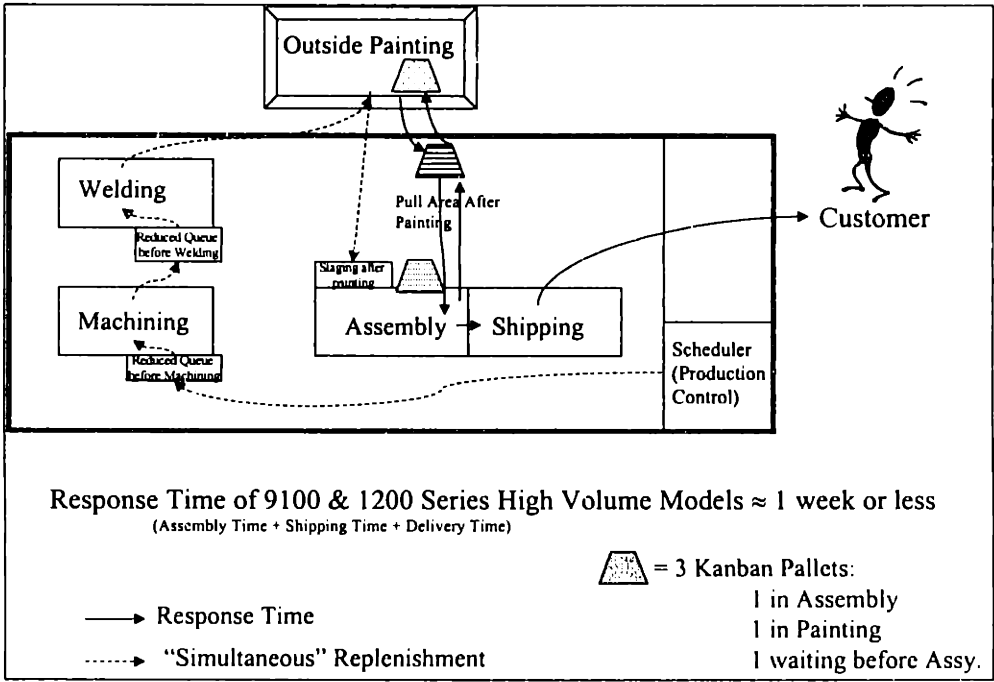 Outside Painting
Welding
Reduced Queue
before Welding
Machining
Reduced Queue
before Machining
Pull Area After
Painting
Staging after
painting
Assembly
Shipping
Customer
Scheduler
(Production
Control)
Response Time of 9100 & 1200 Series High Volume Models ≈ 1 week or less
(Assembly Time + Shipping Time + Delivery Time)
= 3 Kanban Pallets:
1 in Assembly
1 in Painting
1 waiting before Assy.
Response Time
“Simultaneous” Replenishment